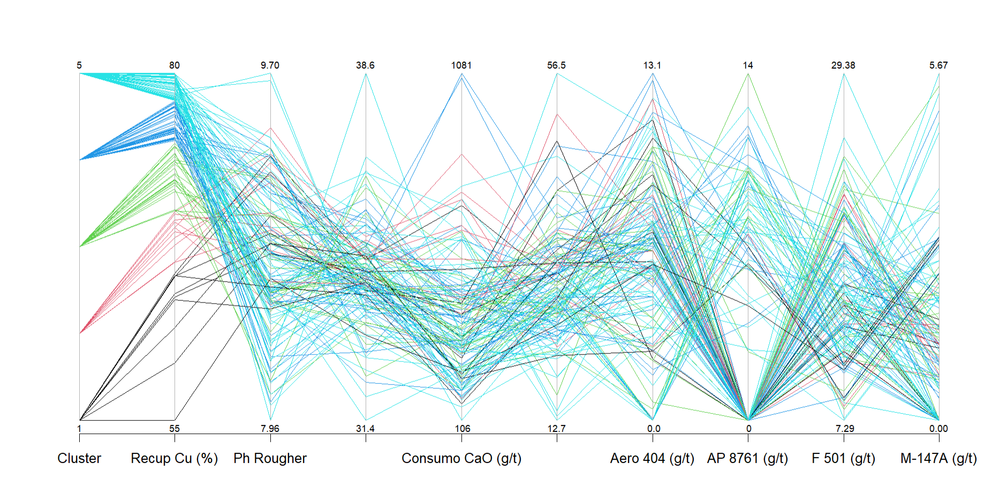 5 80 9.70 38.6 1081 56.5 13.1 14 29.38 5.67
1 55 7.96 31.4 106 12.7 0.0 0 7.29 0.00
Cluster Recup Cu (%) Ph Rougher Consumo CaO (g/t) Aero 404 (g/t) AP 8761 (g/t) F 501 (g/t) M-147A (g/t)